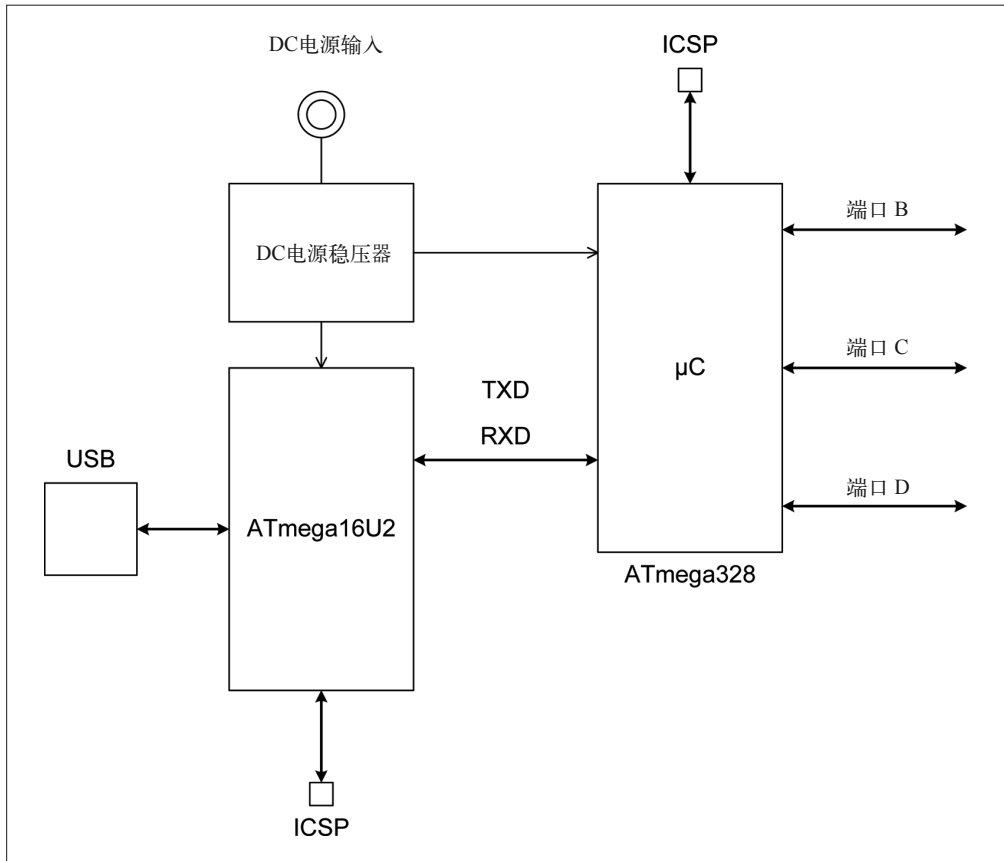 DC电源输入
ICSP
DC电源稳压器
端口 B
µC
端口 C
TXD
RXD
USB
ATmega16U2
端口 D
ATmega328
ICSP